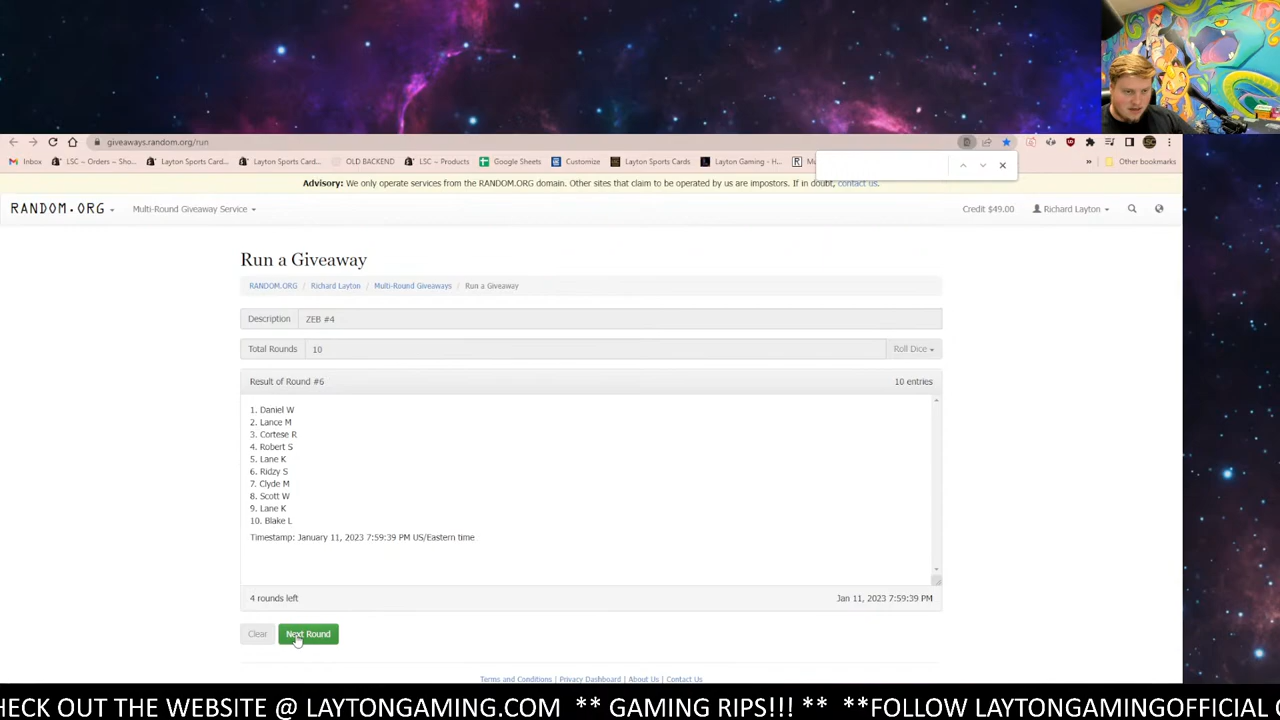 giveaways.random.org/run
Inbox LSC – Orders – Sho... Layton Sports Card... Layton Sports Card... OLD BACKEND LSC – Products Google Sheets Customize Layton Sports Cards Layton Gaming - H... Mu » Other bookmarks
Advisory: We only operate services from the RANDOM.ORG domain. Other sites that claim to be operated by us are impostors. If in doubt, contact us.
RANDOM.ORG Multi-Round Giveaway Service Credit $49.00 Richard Layton
Run a Giveaway
RANDOM.ORG / Richard Layton / Multi-Round Giveaways / Run a Giveaway
Description ZEB #4
Total Rounds 10 Roll Dice
Result of Round #6 10 entries
1. Daniel W
2. Lance M
3. Cortese R
4. Robert S
5. Lane K
6. Ridzy S
7. Clyde M
8. Scott W
9. Lane K
10. Blake L
Timestamp: January 11, 2023 7:59:39 PM US/Eastern time
4 rounds left Jan 11, 2023 7:59:39 PM
Clear Next Round
Terms and Conditions | Privacy Dashboard | About Us | Contact Us
HECK OUT THE WEBSITE @ LAYTONGAMING.COM ** GAMING RIPS!!! ** **FOLLOW LAYTONGAMINGOFFICIAL